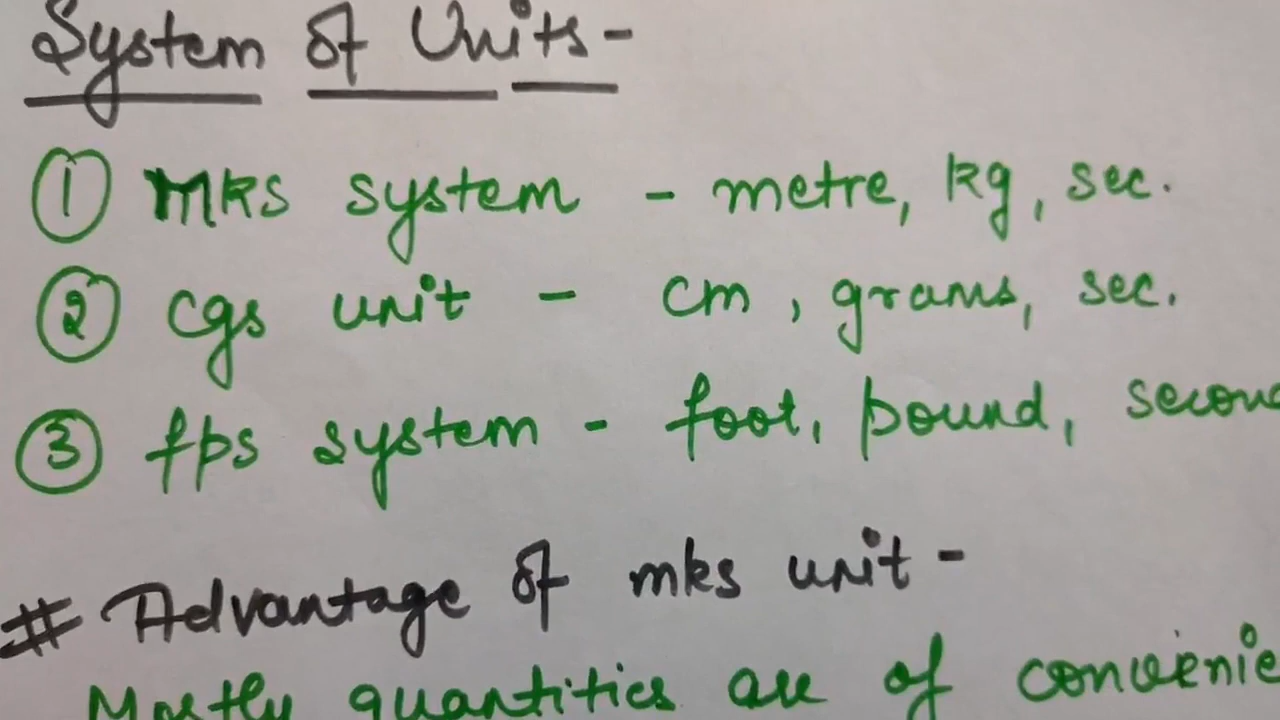 System of Units-
① MKS system - metre, kg, sec.
② cgs unit - cm, grams, sec.
③ fps system - foot, pound, second
# Advantage of mks unit -
Mostly quantities are of convenie